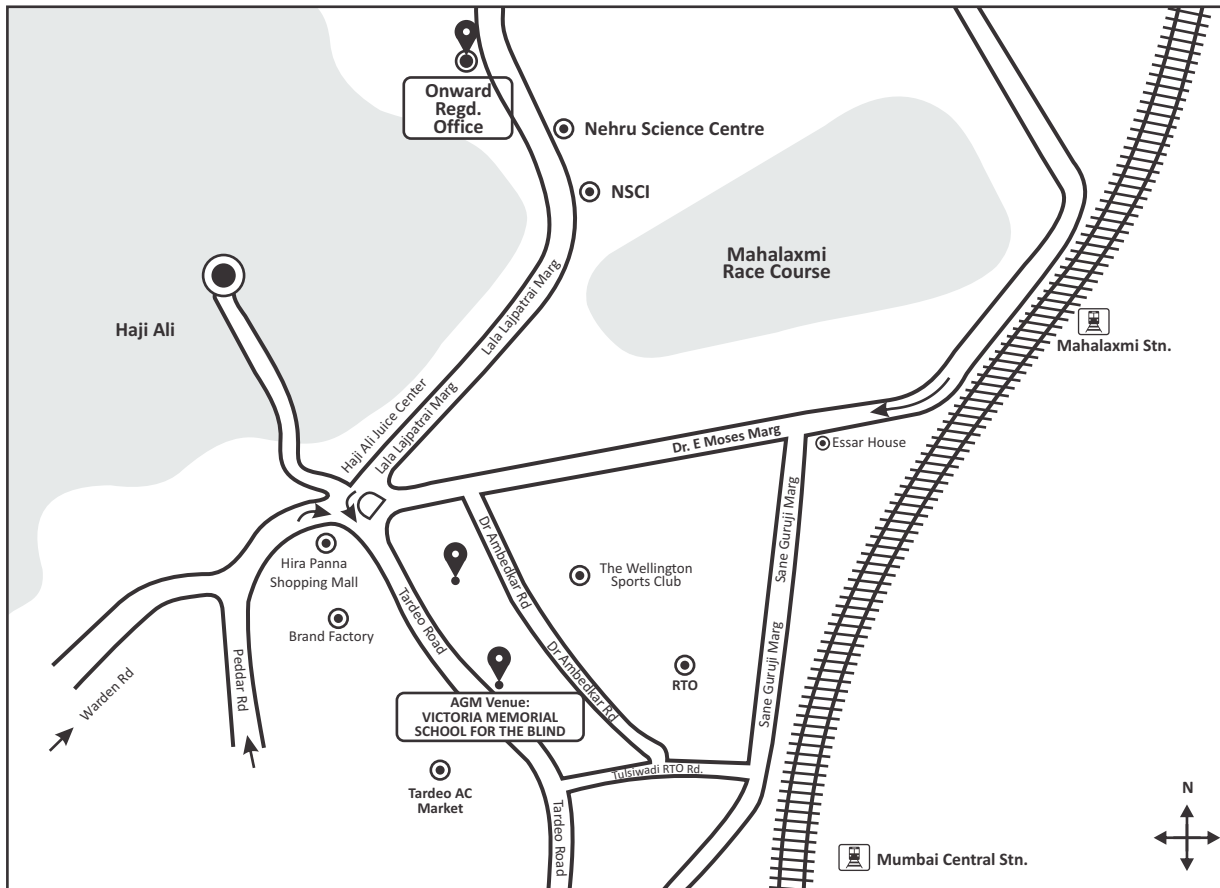 Onward
Regd.
Office
Nehru Science Centre
NSCI
Mahalaxmi
Race Course
Haji Ali
Lala Lajpatrai Marg
Mahalaxmi Stn.
Haji Ali Juice Center
Lala Lajpatrai Marg
Dr. E Moses Marg
Essar House
Hira Panna
Shopping Mall
Brand Factory
Dr Ambedkar Rd
The Wellington
Sports Club
Sane Guruji Marg
Tardeo Road
Peddar Rd
Warden Rd
Dr Ambedkar Rd
RTO
Sane Guruji Marg
AGM Venue:
VICTORIA MEMORIAL
SCHOOL FOR THE BLIND
Tulsiwadi RTO Rd.
Tardeo AC
Market
Tardeo Road
Mumbai Central Stn.
N